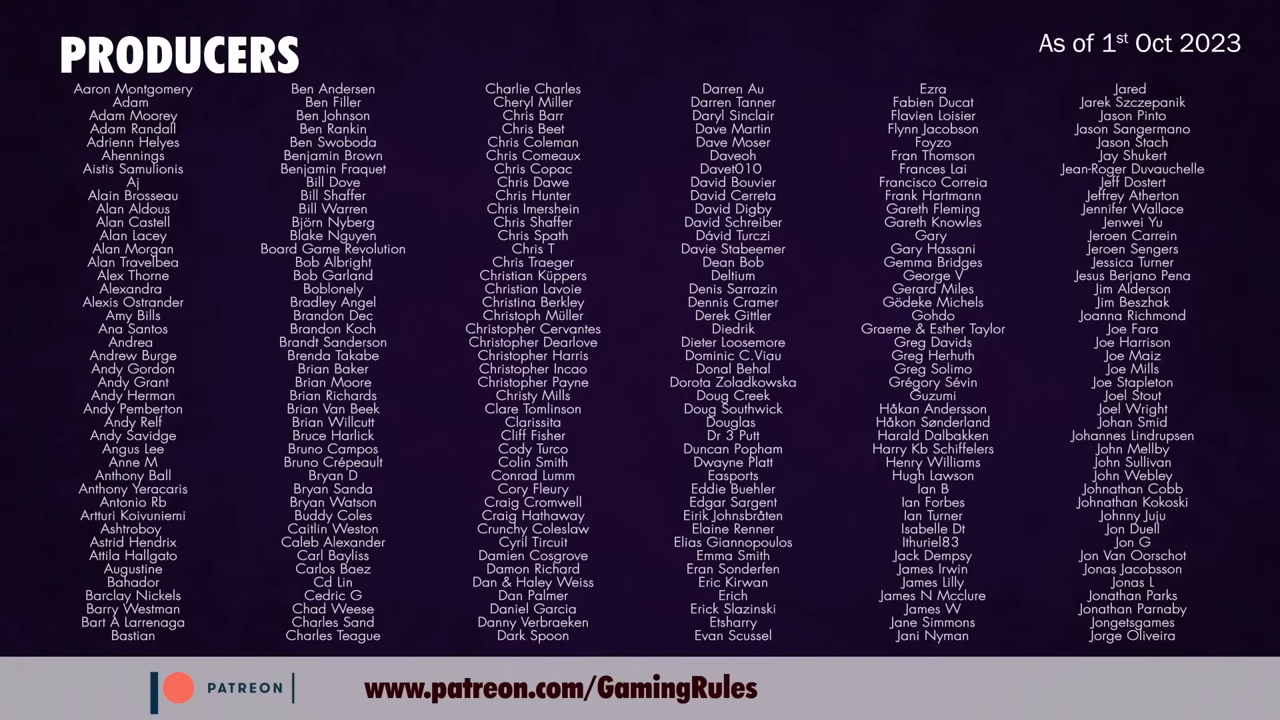 PRODUCERS
As of 1st Oct 2023
Aaron Montgomery
Adam
Adam Moorey
Adam Randall
Adrienn Helyes
Ahennings
Aistis Samulionis
Aj
Alain Brosseau
Alan Aldous
Alan Castell
Alan Lacey
Alan Morgan
Alan Travelbea
Alex Thorne
Alexandra
Alexis Ostrander
Amy Bills
Ana Santos
Andrea
Andrew Burge
Andy Gordon
Andy Grant
Andy Herman
Andy Pemberton
Andy Relf
Andy Savidge
Angus Lee
Anne M
Anthony Ball
Anthony Yeracaris
Antonio Rb
Artturi Koivuniemi
Ashtroboy
Astrid Hendrix
Attila Hallgato
Augustine
Bahador
Barclay Nickels
Barry Westman
Bart A Larrenaga
Bastian
Ben Andersen
Ben Filler
Ben Johnson
Ben Rankin
Ben Swoboda
Benjamin Brown
Benjamin Fraquet
Bill Dove
Bill Shaffer
Bill Warren
Björn Nyberg
Blake Nguyen
Board Game Revolution
Bob Albright
Bob Garland
Boblonely
Bradley Angel
Brandon Dec
Brandon Koch
Brandt Sanderson
Brenda Takabe
Brian Baker
Brian Moore
Brian Richards
Brian Van Beek
Brian Willcutt
Bruce Harlick
Bruno Campos
Bruno Crépeault
Bryan D
Bryan Sanda
Bryan Watson
Buddy Coles
Caitlin Weston
Caleb Alexander
Carl Bayliss
Carlos Baez
Cd Lin
Cedric G
Chad Weese
Charles Sand
Charles Teague
Charlie Charles
Cheryl Miller
Chris Barr
Chris Beet
Chris Coleman
Chris Comeaux
Chris Copac
Chris Dawe
Chris Hunter
Chris Imershein
Chris Shaffer
Chris Spath
Chris T
Chris Traeger
Christian Küppers
Christian Lavoie
Christina Berkley
Christoph Müller
Christopher Cervantes
Christopher Dearlove
Christopher Harris
Christopher Incao
Christopher Payne
Christy Mills
Clare Tomlinson
Clarissita
Cliff Fisher
Cody Turco
Colin Smith
Conrad Lumm
Cory Fleury
Craig Cromwell
Craig Hathaway
Crunchy Coleslaw
Cyril Tircuit
Damien Cosgrove
Damon Richard
Dan & Haley Weiss
Dan Palmer
Daniel Garcia
Danny Verbraeken
Dark Spoon
Darren Au
Darren Tanner
Daryl Sinclair
Dave Martin
Dave Moser
Daveoh
Davet010
David Bouvier
David Cerreta
David Digby
David Schreiber
Dávid Turczi
Davie Stabeemer
Dean Bob
Deltium
Denis Sarrazin
Dennis Cramer
Derek Gittler
Diedrik
Dieter Loosemore
Dominic C.Viau
Donal Behal
Dorota Zoladkowska
Doug Creek
Doug Southwick
Douglas
Dr 3 Putt
Duncan Popham
Dwayne Platt
Easports
Eddie Buehler
Edgar Sargent
Eirik Johnsbråten
Elaine Renner
Elias Giannopoulos
Emma Smith
Eran Sonderfen
Eric Kirwan
Erich
Erick Slazinski
Etsharry
Evan Scussel
Ezra
Fabien Ducat
Flavien Loisier
Flynn Jacobson
Foyzo
Fran Thomson
Frances Lai
Francisco Correia
Frank Hartmann
Gareth Fleming
Gareth Knowles
Gary
Gary Hassani
Gemma Bridges
George V
Gerard Miles
Gödeke Michels
Gohdo
Graeme & Esther Taylor
Greg Davids
Greg Herhuth
Greg Solimo
Grégory Sévin
Guzumi
Håkan Andersson
Håkon Sønderland
Harald Dalbakken
Harry Kb Schiffelers
Henry Williams
Hugh Lawson
Ian B
Ian Forbes
Ian Turner
Isabelle Dt
Ithuriel83
Jack Dempsy
James Irwin
James Lilly
James N Mcclure
James W
Jane Simmons
Jani Nyman
Jared
Jarek Szczepanik
Jason Pinto
Jason Sangermano
Jason Stach
Jay Shukert
Jean-Roger Duvauchelle
Jeff Dostert
Jeffrey Atherton
Jennifer Wallace
Jenwei Yu
Jeroen Carrein
Jeroen Sengers
Jessica Turner
Jesus Berjano Pena
Jim Alderson
Jim Beszhak
Joanna Richmond
Joe Fara
Joe Harrison
Joe Maiz
Joe Mills
Joe Stapleton
Joel Stout
Joel Wright
Johan Smid
Johannes Lindrupsen
John Mellby
John Sullivan
John Webley
Johnathan Cobb
Johnathan Kokoski
Johnny Juju
Jon Duell
Jon G
Jon Van Oorschot
Jonas Jacobsson
Jonas L
Jonathan Parks
Jonathan Parnaby
Jongetsgames
Jorge Oliveira
PATREON
www.patreon.com/GamingRules